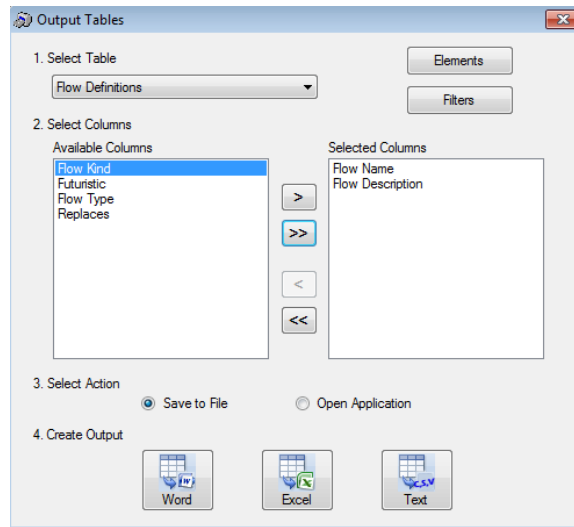 Output Tables
1. Select Table
Elements
Flow Definitions
Filters
2. Select Columns
Available Columns
Selected Columns
Flow Kind
Futuristic
Flow Type
Replaces
>
>>
<
<<
Flow Name
Flow Description
3. Select Action
Save to File
Open Application
4. Create Output
W
Word
X
Excel
c,s,v
Text